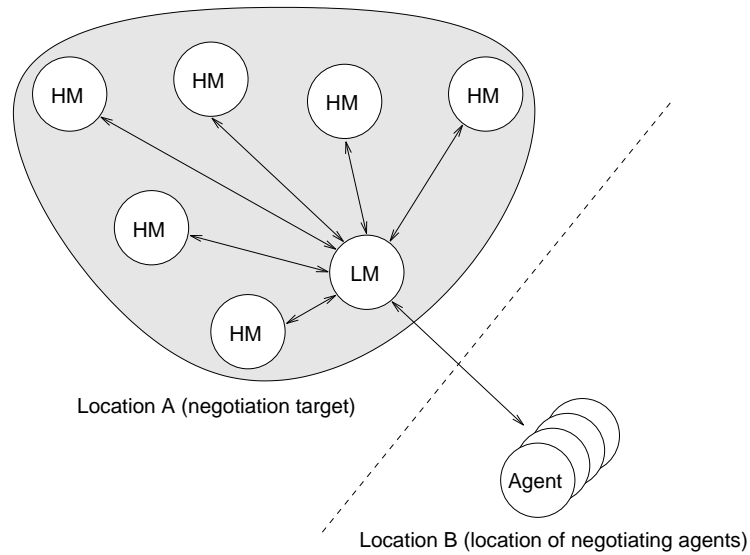 HM
HM
HM
HM
HM
LM
HM
Location A (negotiation target)
Agent
Location B (location of negotiating agents)